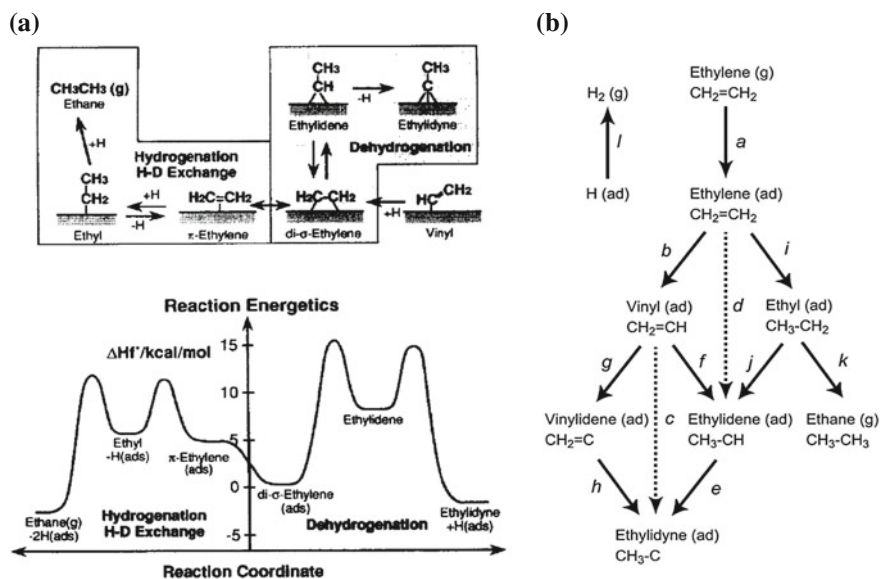 (a)
CH3
CH
Ethylidene
-H
CH3
C
Ethylidyne
Dehydrogenation
CH3CH3 (g)
Ethane
+H
CH3
CH2
Ethyl
Hydrogenation
H-D Exchange
+H
-H
H2C=CH2
π-Ethylene
H2C-CH2
di-σ-Ethylene
+H
HC CH2
Vinyl
Reaction Energetics
ΔHf°/kcal/mol
15
10
5
0
-5
Ethane(g)
-2H(ads)
Ethyl
-H(ads)
π-Ethylene
(ads)
di-σ-Ethylene
(ads)
Ethylidene
Ethylidyne
+H(ads)
Hydrogenation
H-D Exchange
Dehydrogenation
Reaction Coordinate
(b)
H2 (g)
l
H (ad)
Ethylene (g)
CH2=CH2
a
Ethylene (ad)
CH2=CH2
b
d
i
Vinyl (ad)
CH2=CH
Ethyl (ad)
CH3-CH2
g
c
f
j
k
Vinylidene (ad)
CH2=C
Ethylidene (ad)
CH3-CH
Ethane (g)
CH3-CH3
h
e
Ethylidyne (ad)
CH3-C